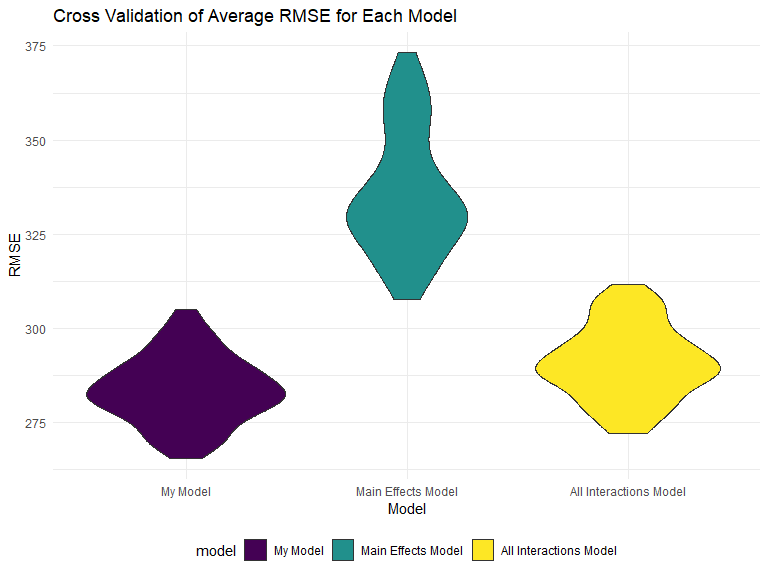 Cross Validation of Average RMSE for Each Model
375
350
325
300
275
RMSE
My Model Main Effects Model All Interactions Model
Model
model My Model Main Effects Model All Interactions Model